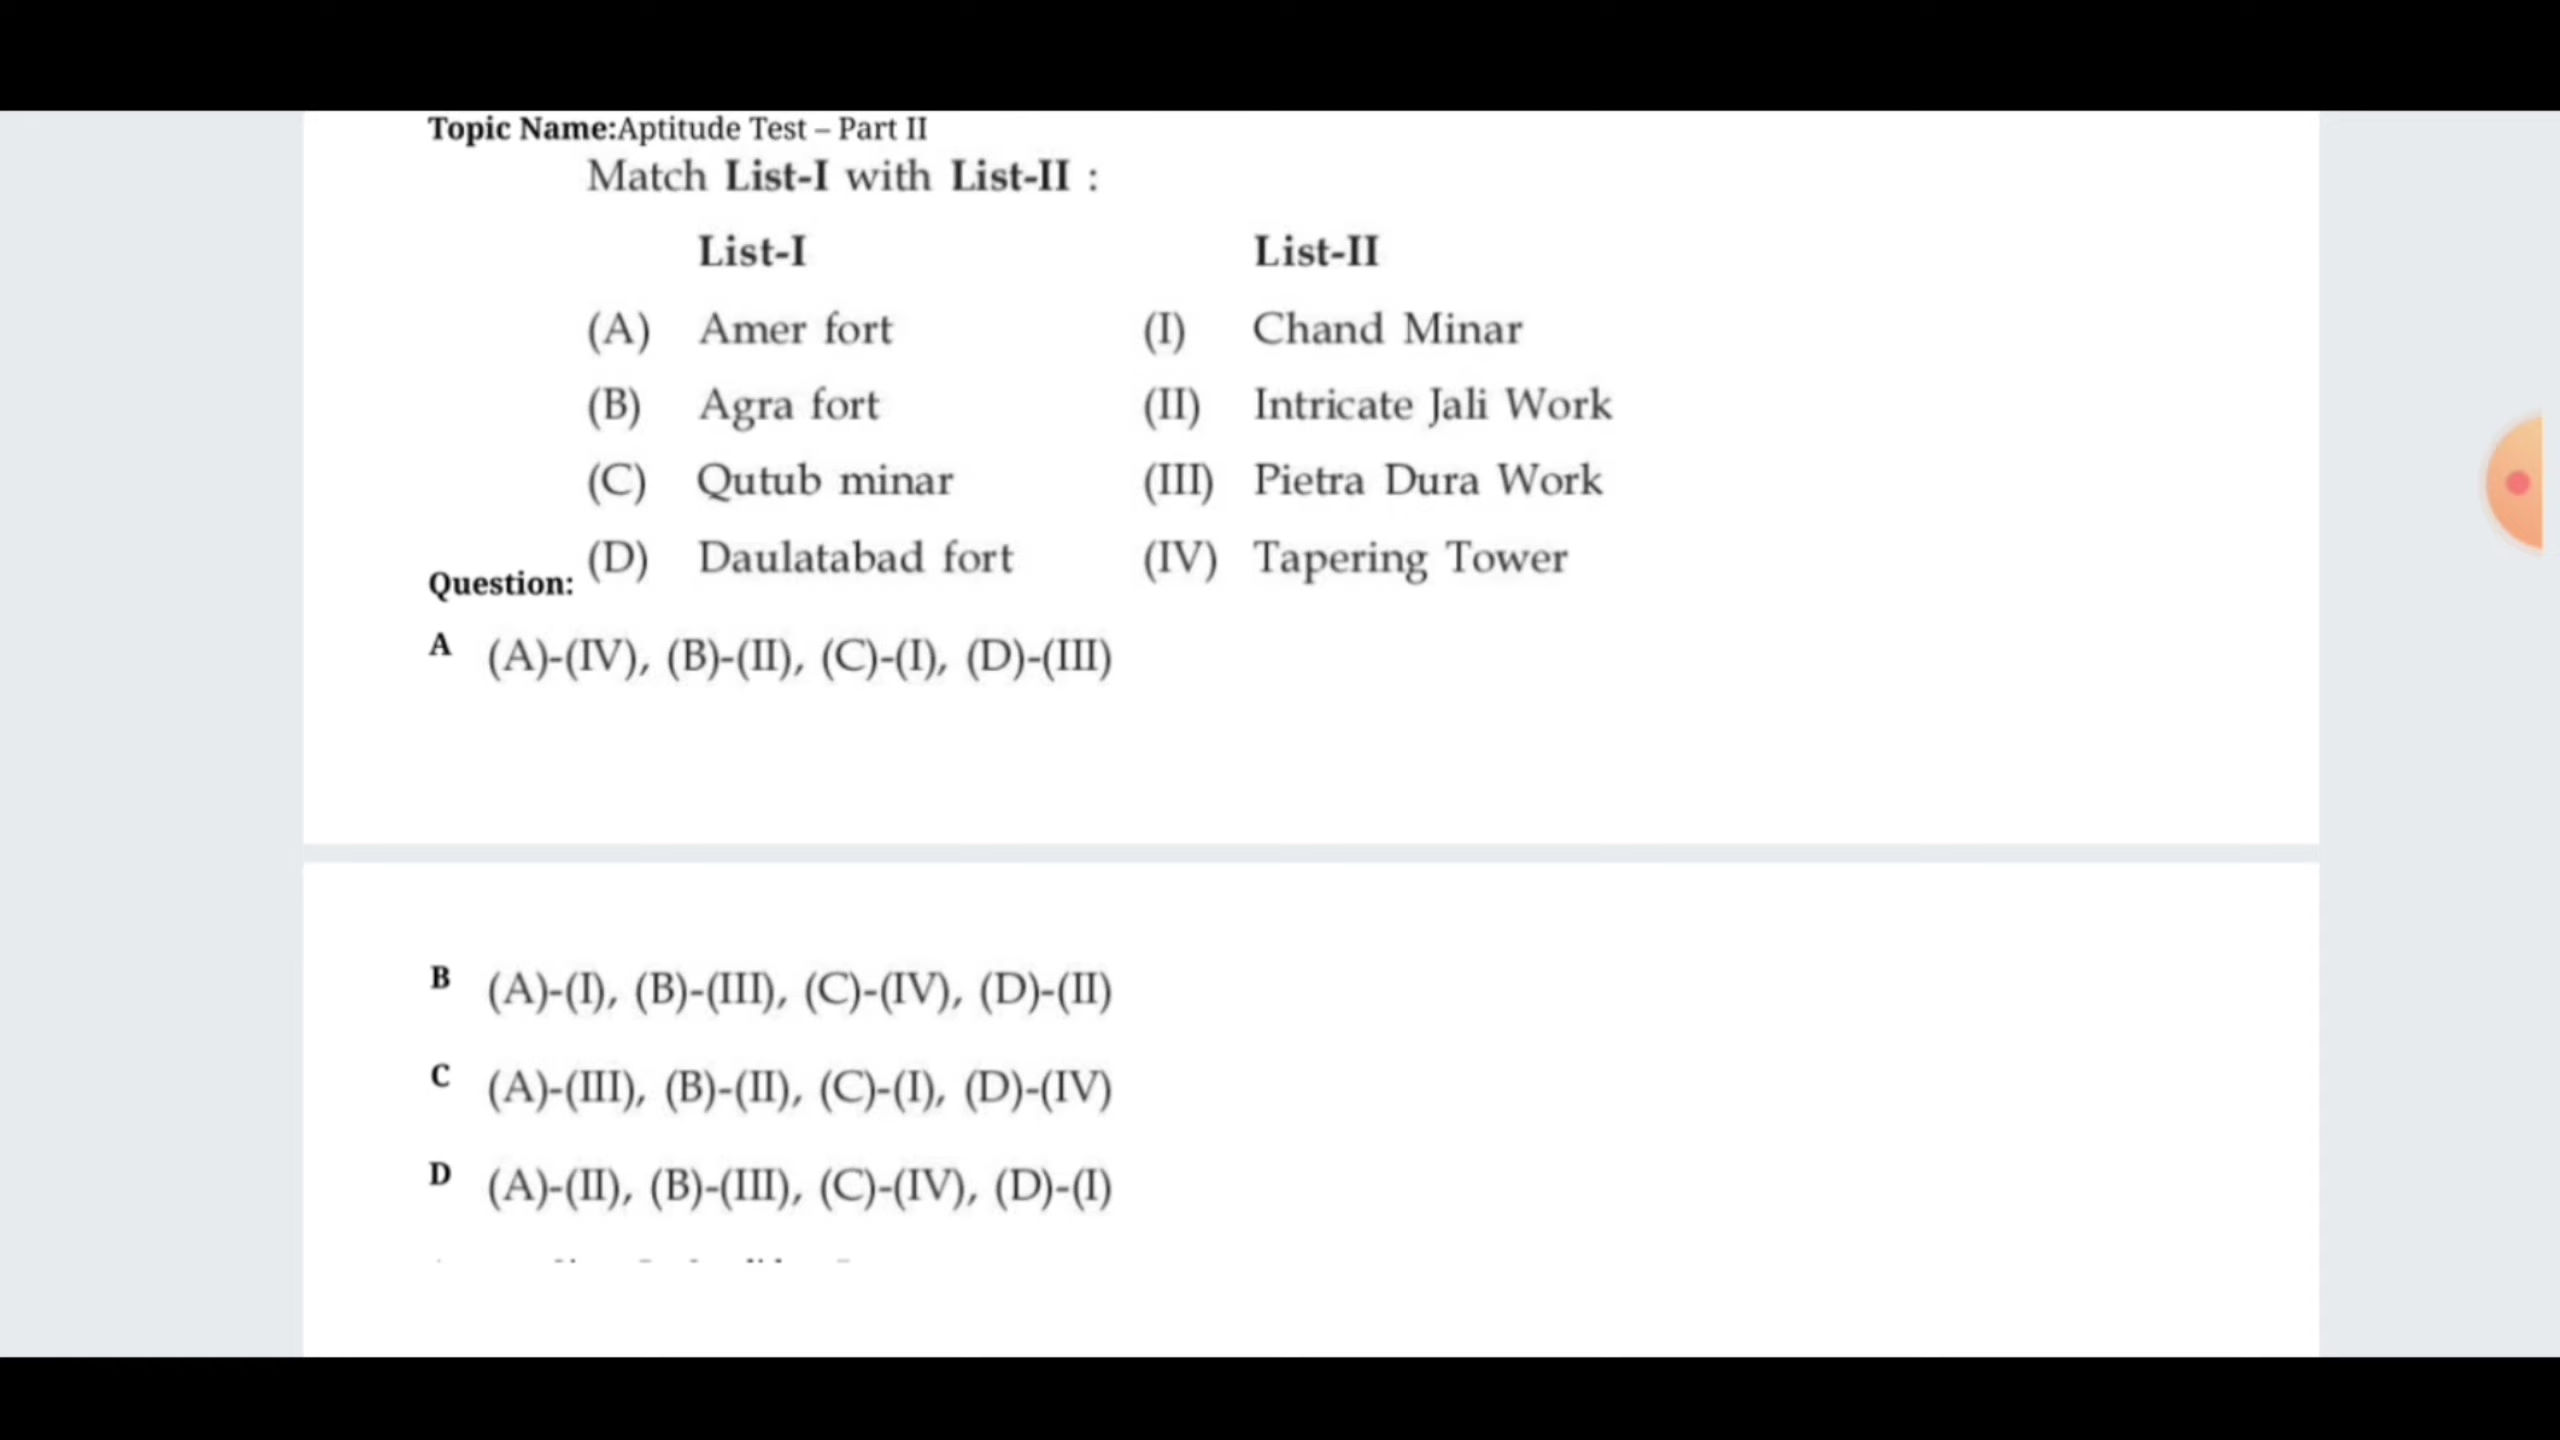 Topic Name:Aptitude Test – Part II
Match List-I with List-II :
List-I List-II
(A) Amer fort (I) Chand Minar
(B) Agra fort (II) Intricate Jali Work
(C) Qutub minar (III) Pietra Dura Work
(D) Daulatabad fort (IV) Tapering Tower
Question:
A (A)-(IV), (B)-(II), (C)-(I), (D)-(III)
B (A)-(I), (B)-(III), (C)-(IV), (D)-(II)
C (A)-(III), (B)-(II), (C)-(I), (D)-(IV)
D (A)-(II), (B)-(III), (C)-(IV), (D)-(I)